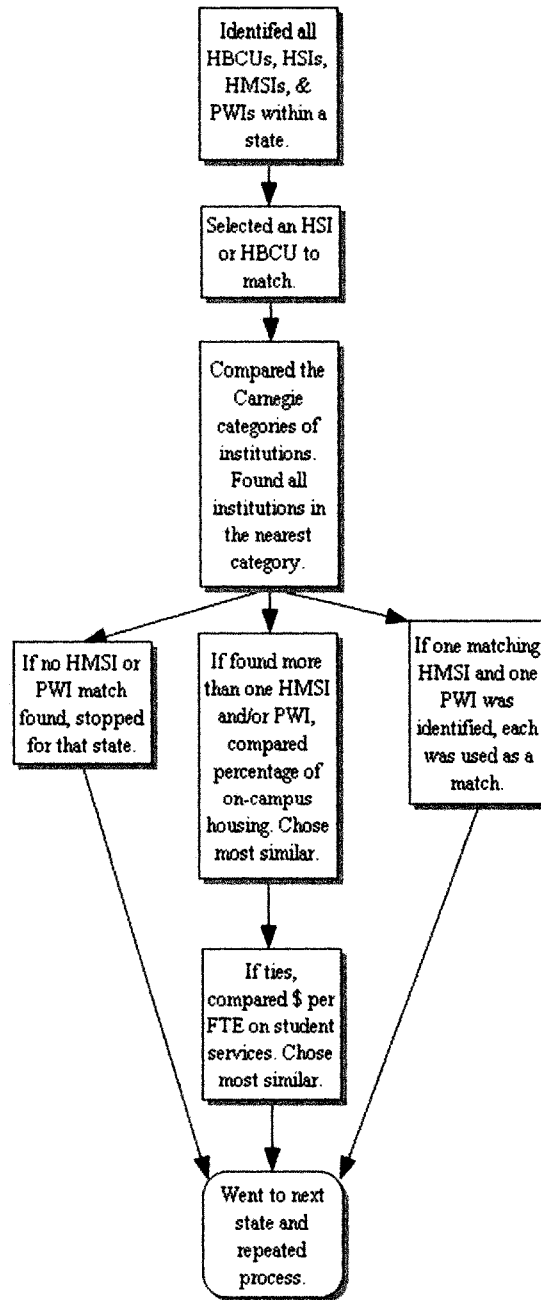 Identifed all
HBCUs, HSIs,
HMSIs, &
PWIs within a
state.
Selected an HSI
or HBCU to
match.
Compared the
Carnegie
categories of
institutions.
Found all
institutions in
the nearest
category.
If no HMSI or
PWI match
found, stopped
for that state.
If found more
than one HMSI
and/or PWI,
compared
percentage of
on-campus
housing. Chose
most similar.
If one matching
HMSI and one
PWI was
identified, each
was used as a
match.
If ties,
compared $ per
FTE on student
services. Chose
most similar.
Went to next
state and
repeated
process.